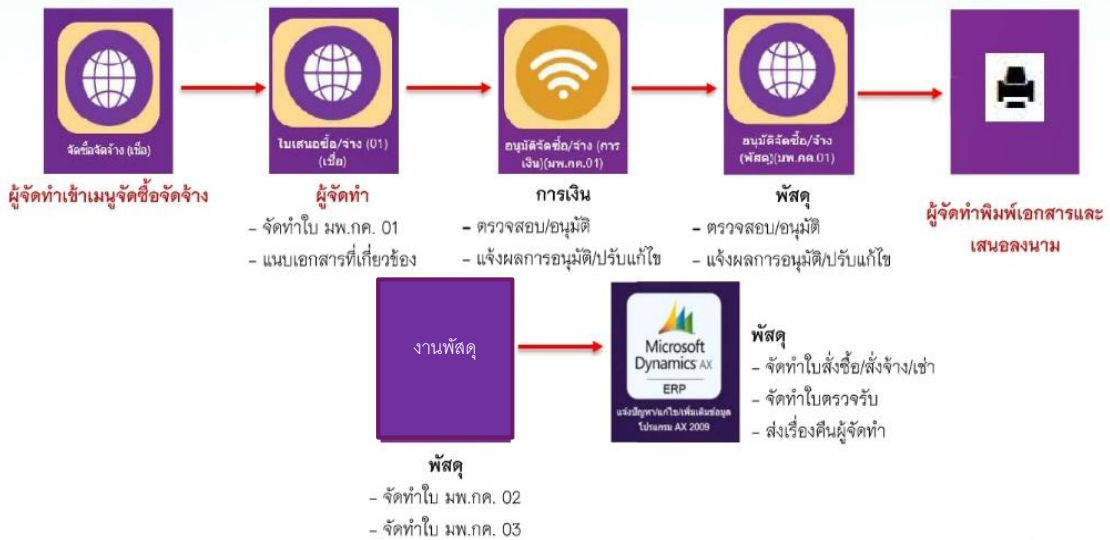 จัดซื้อจัดจ้าง (เชื่อ)
ผู้จัดทำเข้าเมนูจัดซื้อจัดจ้าง
ใบเสนอซื้อ/จ้าง (01)
(เชื่อ)
ผู้จัดทำ
- จัดทำใบ มพ.กค. 01
- แนบเอกสารที่เกี่ยวข้อง
อนุมัติจัดซื้อ/จ้าง (การ
เงิน)(มพ.กค.01)
การเงิน
- ตรวจสอบ/อนุมัติ
- แจ้งผลการอนุมัติ/ปรับแก้ไข
อนุมัติจัดซื้อ/จ้าง
(พัสดุ)(มพ.กค.01)
พัสดุ
- ตรวจสอบ/อนุมัติ
- แจ้งผลการอนุมัติ/ปรับแก้ไข
ผู้จัดทำพิมพ์เอกสารและ
เสนอลงนาม
งานพัสดุ
พัสดุ
- จัดทำใบ มพ.กค. 02
- จัดทำใบ มพ.กค. 03
Microsoft
Dynamics AX
ERP
แจ้งปัญหา/แก้ไข/เพิ่มเติมข้อมูล
โปรแกรม AX 2009
พัสดุ
- จัดทำใบสั่งซื้อ/สั่งจ้าง/เช่า
- จัดทำใบตรวจรับ
- ส่งเรื่องคืนผู้จัดทำ